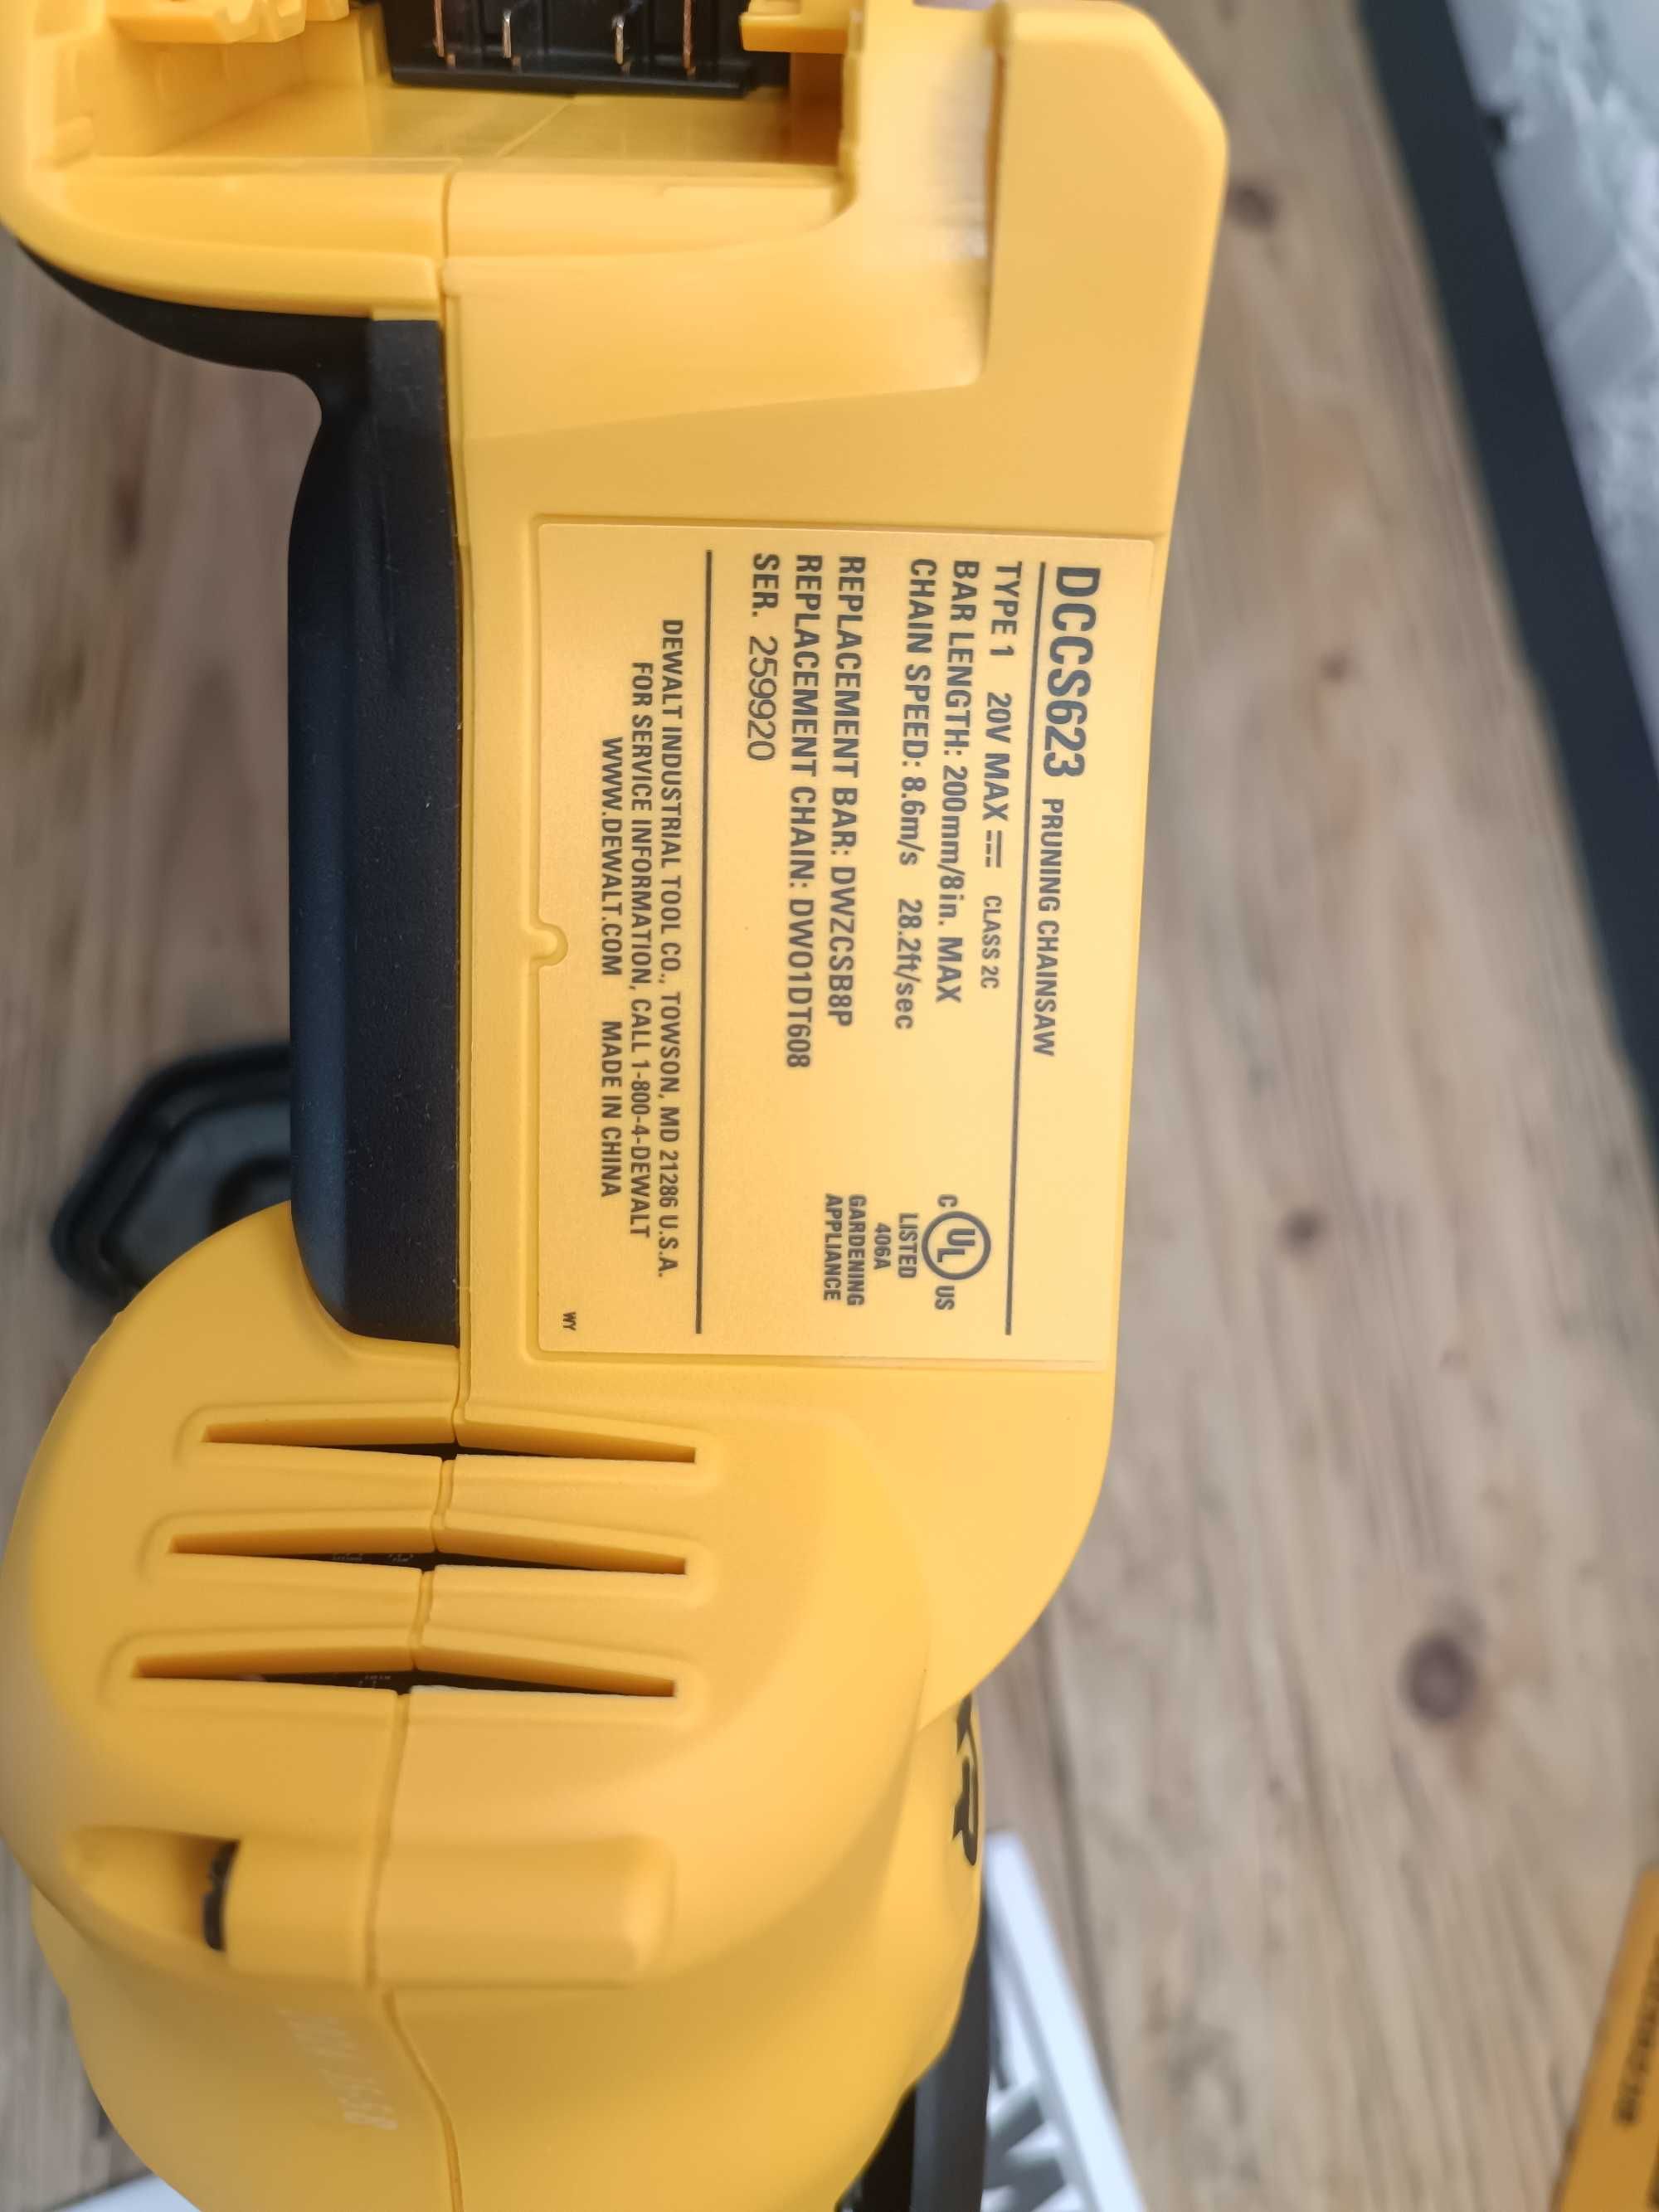 DCCS623 PRUNING CHAINSAW
TYPE 1 20V MAX ⎓ CLASS 2C
BAR LENGTH: 200mm/8in. MAX
CHAIN SPEED: 8.6m/s 28.2ft/sec
REPLACEMENT BAR: DWZCSB8P
REPLACEMENT CHAIN: DWO1DT608
SER. 259920
C UL US
LISTED
406A
GARDENING
APPLIANCE
DEWALT INDUSTRIAL TOOL CO., TOWSON, MD 21286 U.S.A.
FOR SERVICE INFORMATION, CALL 1-800-4-DEWALT
WWW.DEWALT.COM MADE IN CHINA
WY